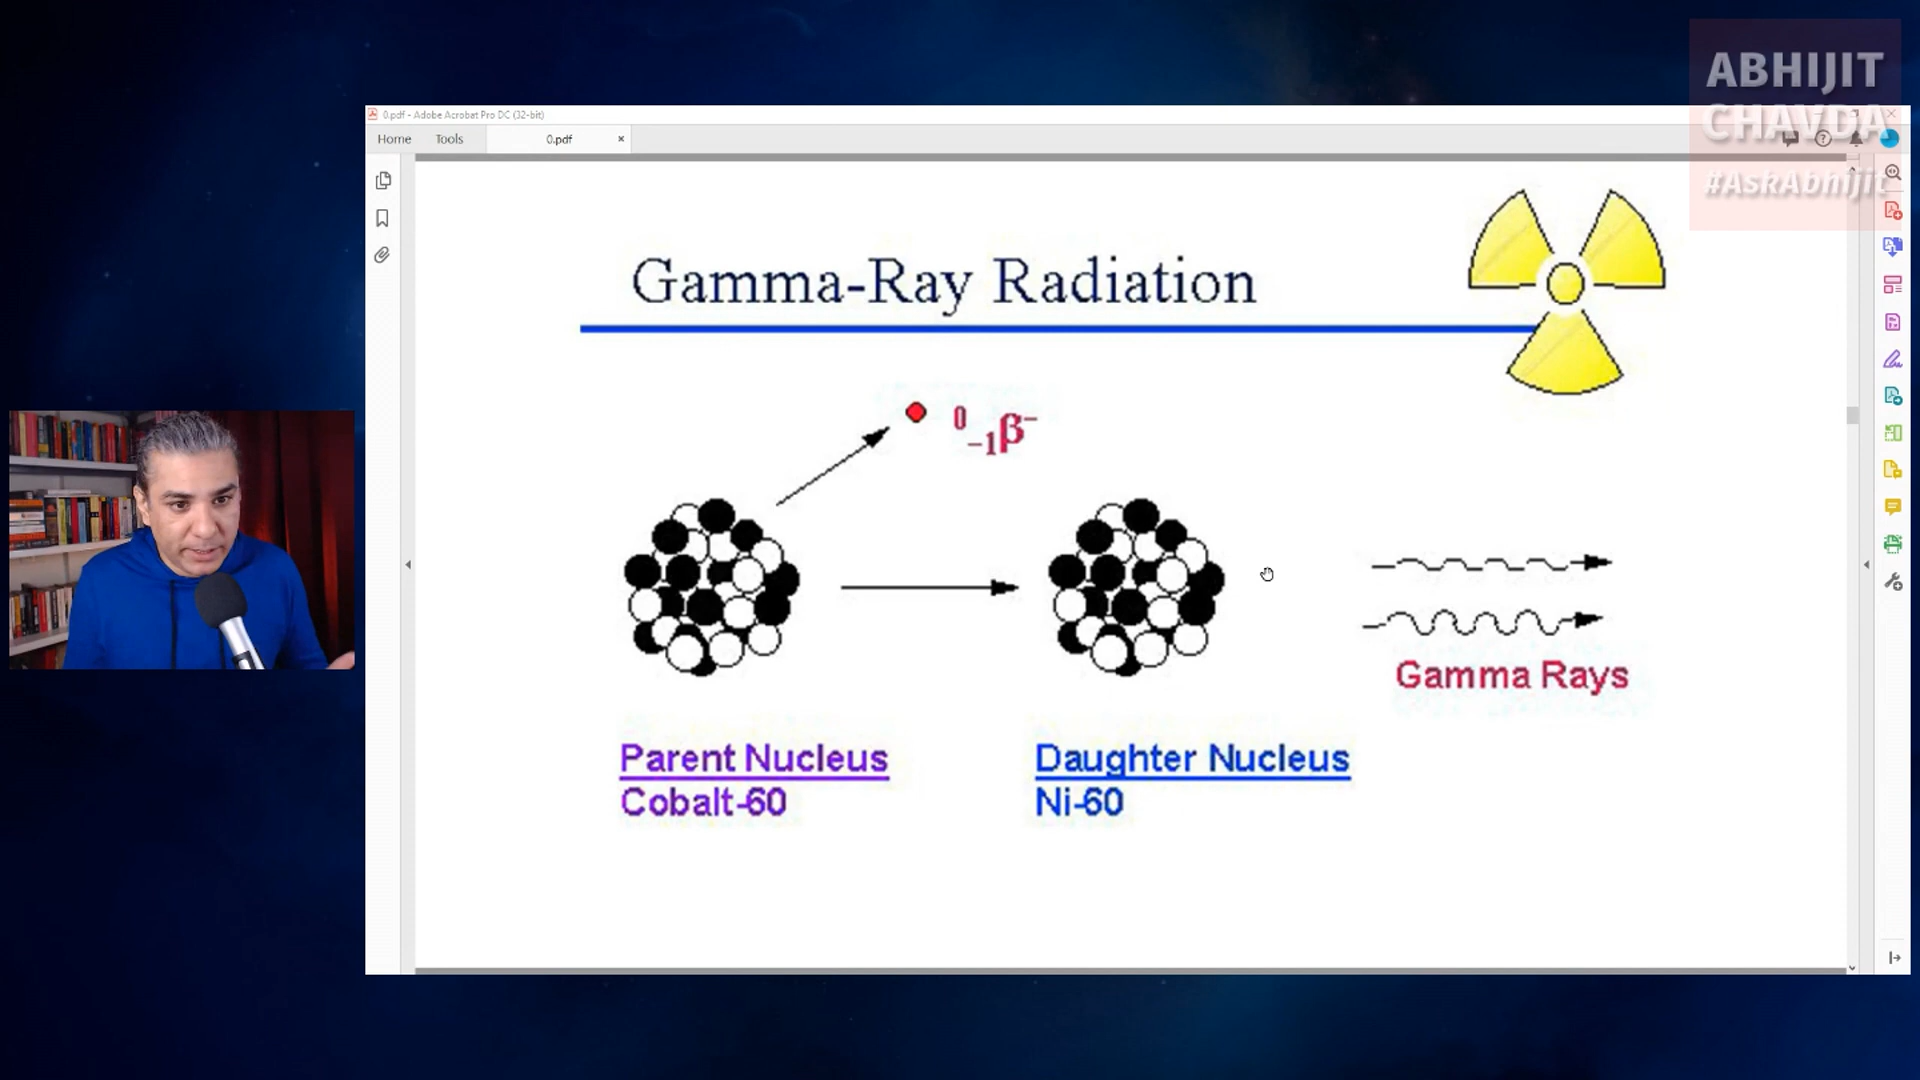 ABHIJIT
CHAVDA
#AskAbhijit
0.pdf - Adobe Acrobat Pro DC (32-bit)
Home Tools 0.pdf
Gamma-Ray Radiation
0 -1 β-
Gamma Rays
Parent Nucleus
Cobalt-60
Daughter Nucleus
Ni-60